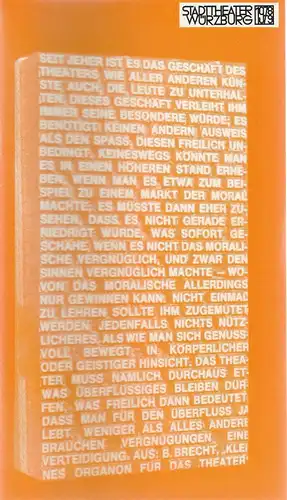 STADTTHEATER
WÜRZBURG
SEIT JEHER IST ES DAS GESCHÄFT DES
THEATERS WIE ALLER ANDEREN KÜN-
STE AUCH, DIE LEUTE ZU UNTERHAL-
TEN. DIESES GESCHÄFT VERLEIHT IHM
IMMER SEINE BESONDERE WÜRDE; ES
BENÖTIGT KEINEN ANDERN AUSWEIS
ALS DEN SPASS, DIESEN FREILICH UN-
BEDINGT. KEINESWEGS KÖNNTE MAN
ES IN EINEN HÖHEREN STAND ERHE-
BEN, WENN MAN ES ETWA ZUM BEI-
SPIEL ZU EINEM MARKT DER MORAL
MACHTE; ES MÜSSTE DANN EHER ZU-
SEHEN, DASS ES NICHT GERADE ER-
NIEDRIGT WÜRDE, WAS SOFORT GE-
SCHÄHE, WENN ES NICHT DAS MORALI-
SCHE VERGNÜGLICH, UND ZWAR DEN
SINNEN VERGNÜGLICH MACHTE – WO-
VON DAS MORALISCHE ALLERDINGS
NUR GEWINNEN KANN. NICHT EINMAL
ZU LEHREN SOLLTE IHM ZUGEMUTET
WERDEN, JEDENFALLS NICHTS NÜTZ-
LICHERES, ALS WIE MAN SICH GENUSS-
VOLL BEWEGT, IN KÖRPERLICHER
ODER GEISTIGER HINSICHT. DAS THEA-
TER MUSS NÄMLICH DURCHAUS ET-
WAS ÜBERFLÜSSIGES BLEIBEN DÜR-
FEN, WAS FREILICH DANN BEDEUTET,
DASS MAN FÜR DEN ÜBERFLUSS JA
LEBT. WENIGER ALS ALLES ANDERE
BRAUCHEN VERGNÜGUNGEN EINE
VERTEIDIGUNG. AUS: B. BRECHT, „KLEI-
NES ORGANON FÜR DAS THEATER“